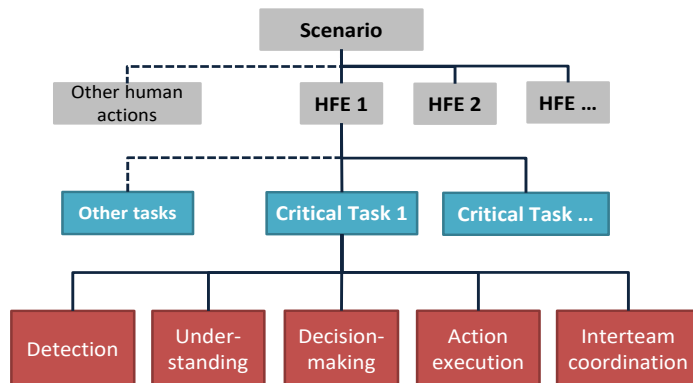 Scenario
Other human
actions
HFE 1
HFE 2
HFE ...
Other tasks
Critical Task 1
Critical Task ...
Detection
Under-
standing
Decision-
making
Action
execution
Interteam
coordination